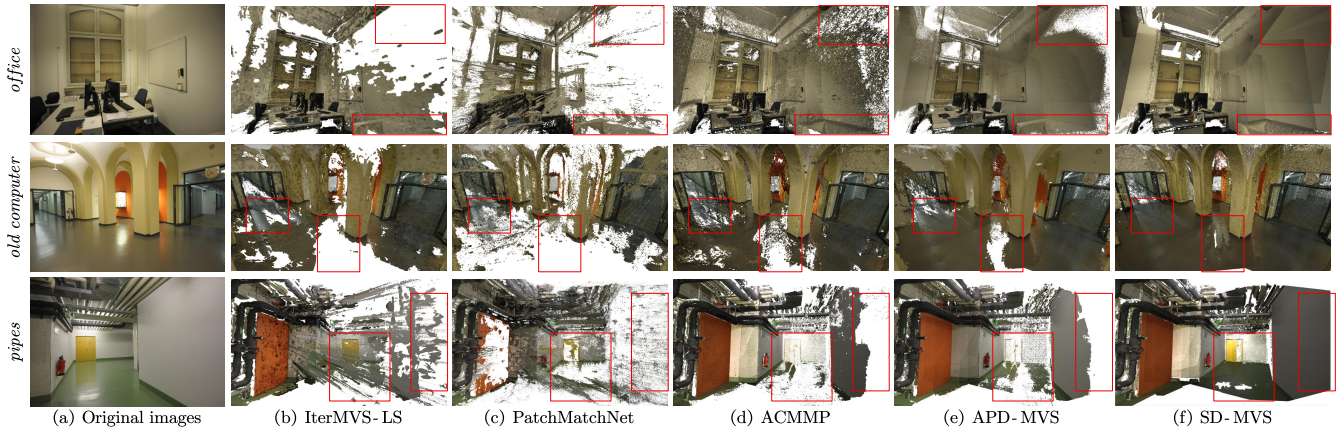 office
old computer
pipes
(a) Original images
(b) IterMVS-LS
(c) PatchMatchNet
(d) ACMMP
(e) APD-MVS
(f) SD-MVS